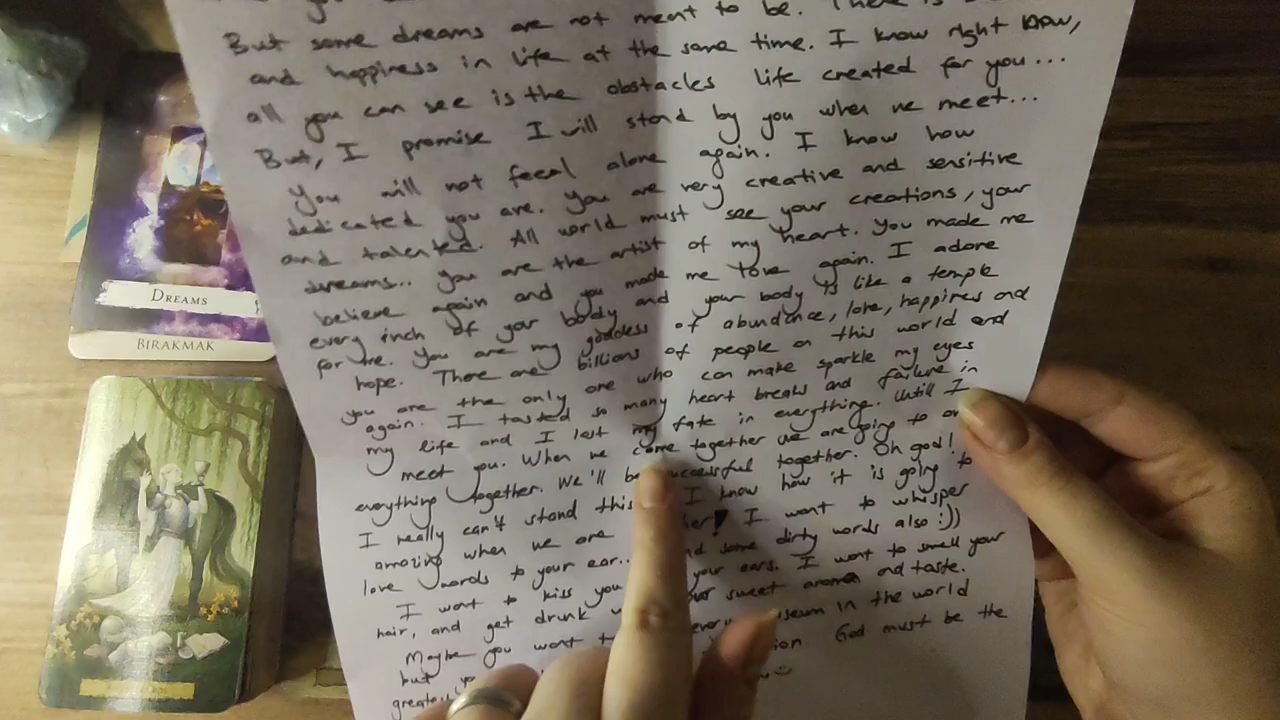 But some dreams are not meant to be. There is
and happiness in life at the same time. I know right now,
all you can see is the obstacles life created for you...
But, I promise I will stand by you when we meet...
You will not feeel alone again. I know how
dedicated you are. You are very creative and sensitive
and talented. All world must see your creations, your
dreams.. You are the artist of my heart. You made me
believe again and you made me love again. I adore
every inch of your body and your body is like a temple
for me. You are my goddess of abundance, love, happiness and
hope. There are billions of people on this world and
you are the only one who can make sparkle my eyes
again. I tasted so many heart breaks and failure in
my life and I lost my fate in everything. Untill I
meet you. When we come together we are going to
everything together. We'll be successful together. Oh god!
I really can't stand this I know how it is going to
amazing when we are I want to whisper
love words to your ear.. and some dirty words also :))
I want to kiss you your ears. I want to smell your
hair, and get drunk your sweet aroma and taste.
Maybe you want in the world
but God must be the
greatest
DREAMS
BIRAKMAK